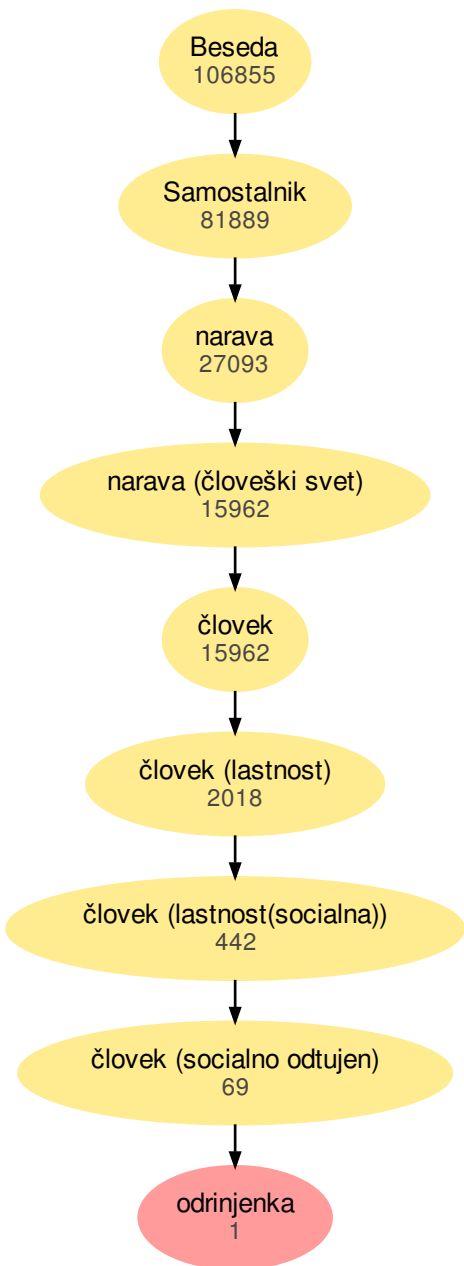 Beseda
106855
Samostalnik
81889
narava
27093
narava (človeški svet)
15962
človek
15962
človek (lastnost)
2018
človek (lastnost(socialna))
442
človek (socialno odtujen)
69
odrinjenka
1